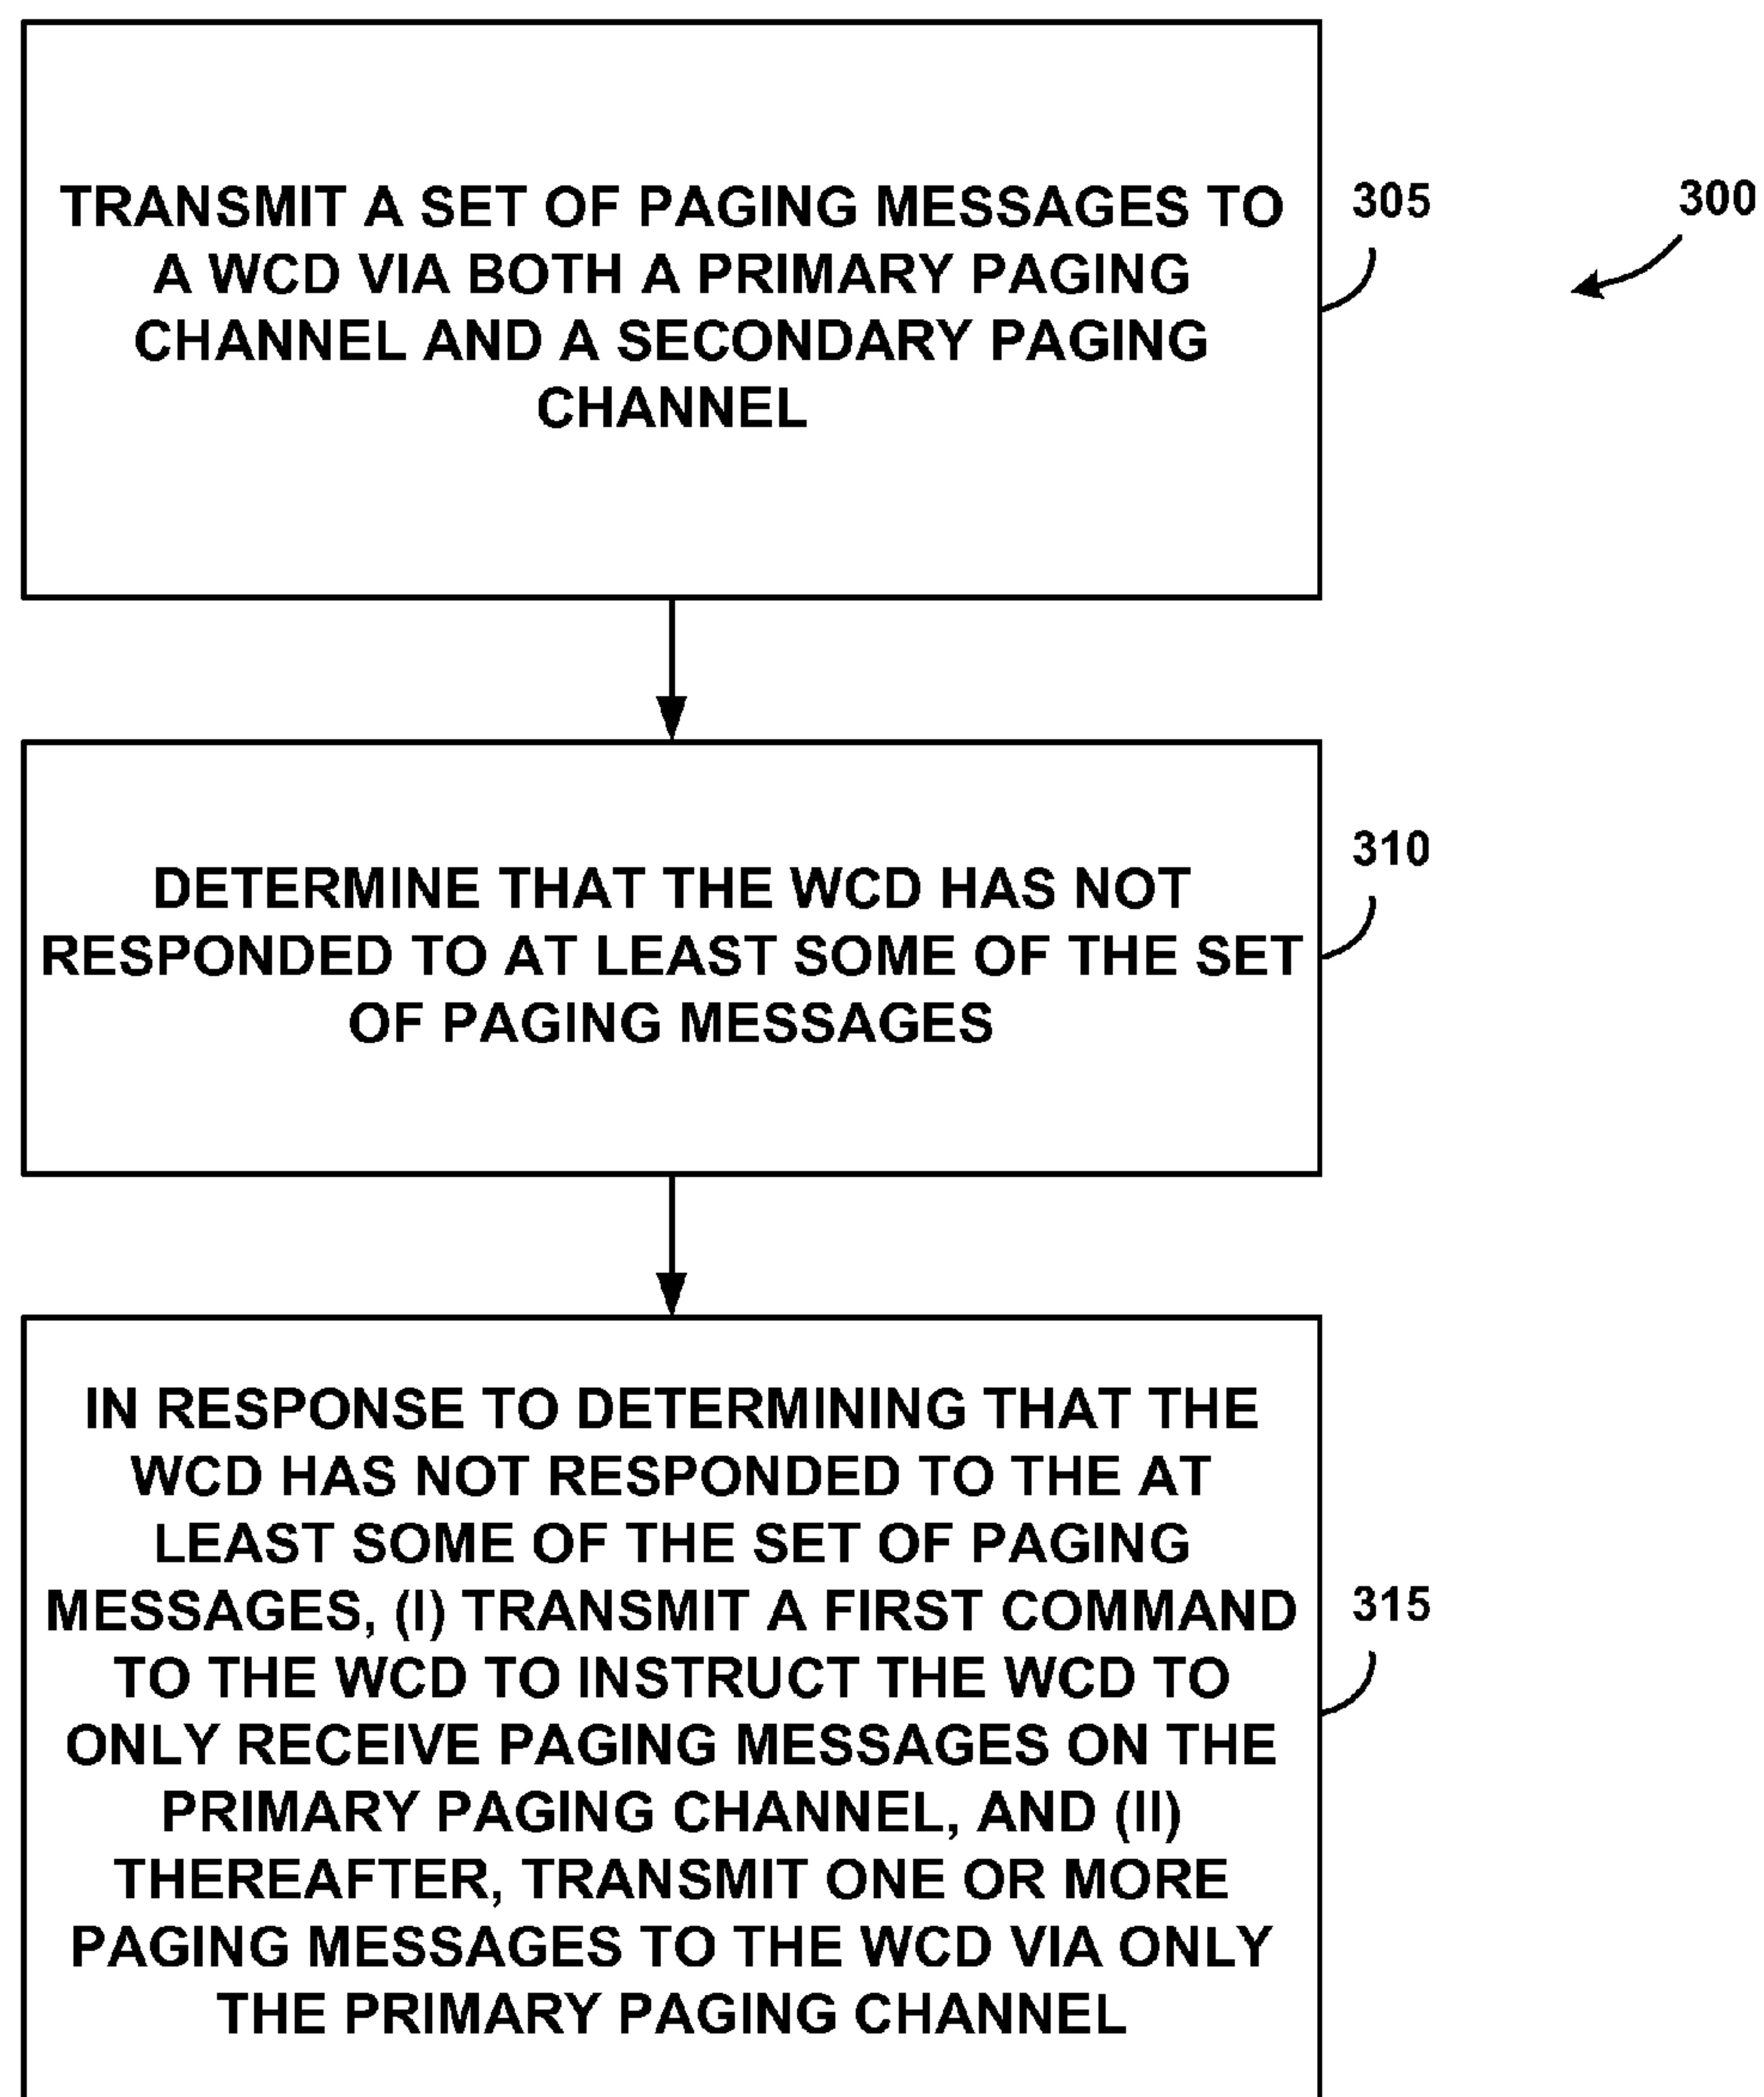 TRANSMIT A SET OF PAGING MESSAGES TO
A WCD VIA BOTH A PRIMARY PAGING
CHANNEL AND A SECONDARY PAGING
CHANNEL
305
300
DETERMINE THAT THE WCD HAS NOT
RESPONDED TO AT LEAST SOME OF THE SET
OF PAGING MESSAGES
310
IN RESPONSE TO DETERMINING THAT THE
WCD HAS NOT RESPONDED TO THE AT
LEAST SOME OF THE SET OF PAGING
MESSAGES, (I) TRANSMIT A FIRST COMMAND
TO THE WCD TO INSTRUCT THE WCD TO
ONLY RECEIVE PAGING MESSAGES ON THE
PRIMARY PAGING CHANNEL, AND (II)
THEREAFTER, TRANSMIT ONE OR MORE
PAGING MESSAGES TO THE WCD VIA ONLY
THE PRIMARY PAGING CHANNEL
315